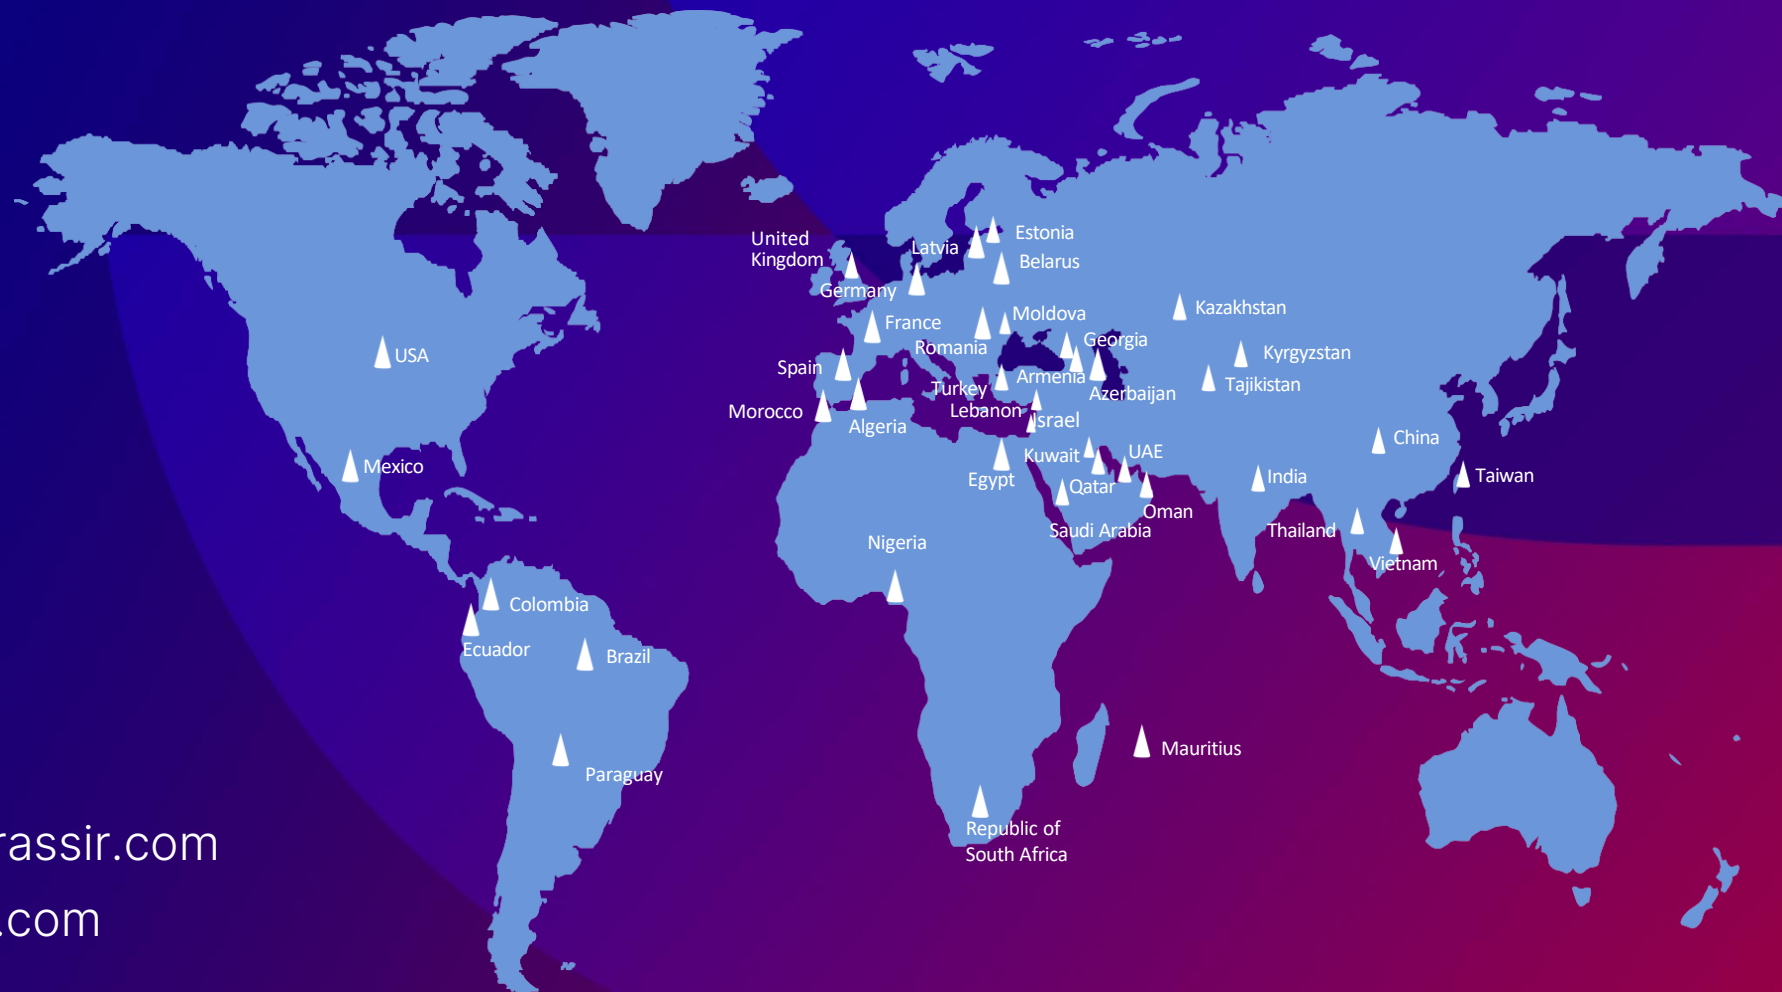 United
Kingdom
Latvia
Estonia
Belarus
Germany
France
Moldova
Romania
Georgia
Kazakhstan
Kyrgyzstan
Tajikistan
USA
Spain
Turkey
Armenia
Azerbaijan
Morocco
Algeria
Lebanon
Israel
China
Mexico
Egypt
Kuwait
UAE
Qatar
India
Taiwan
Oman
Saudi Arabia
Thailand
Vietnam
Nigeria
Colombia
Ecuador
Brazil
Paraguay
Mauritius
Republic of
South Africa
rassir.com
.com